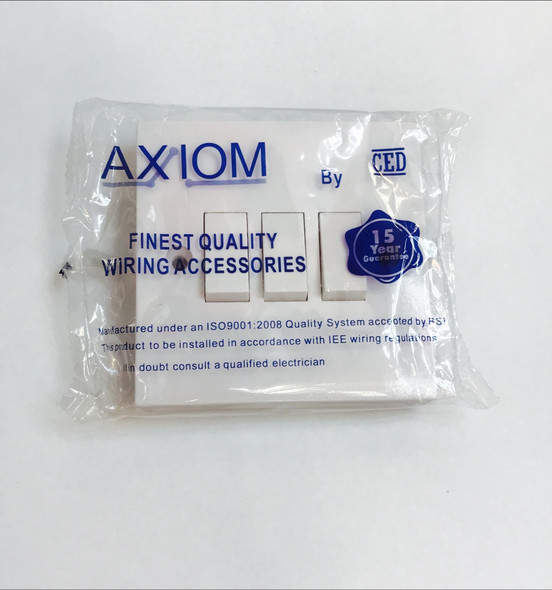 AXIOM
By
CED
FINEST QUALITY
WIRING ACCESSORIES
15
Year
Guarantee
Manufactured under an ISO9001:2008 Quality System accepted by BSI
This product to be installed in accordance with IEE wiring regulations
If in doubt consult a qualified electrician